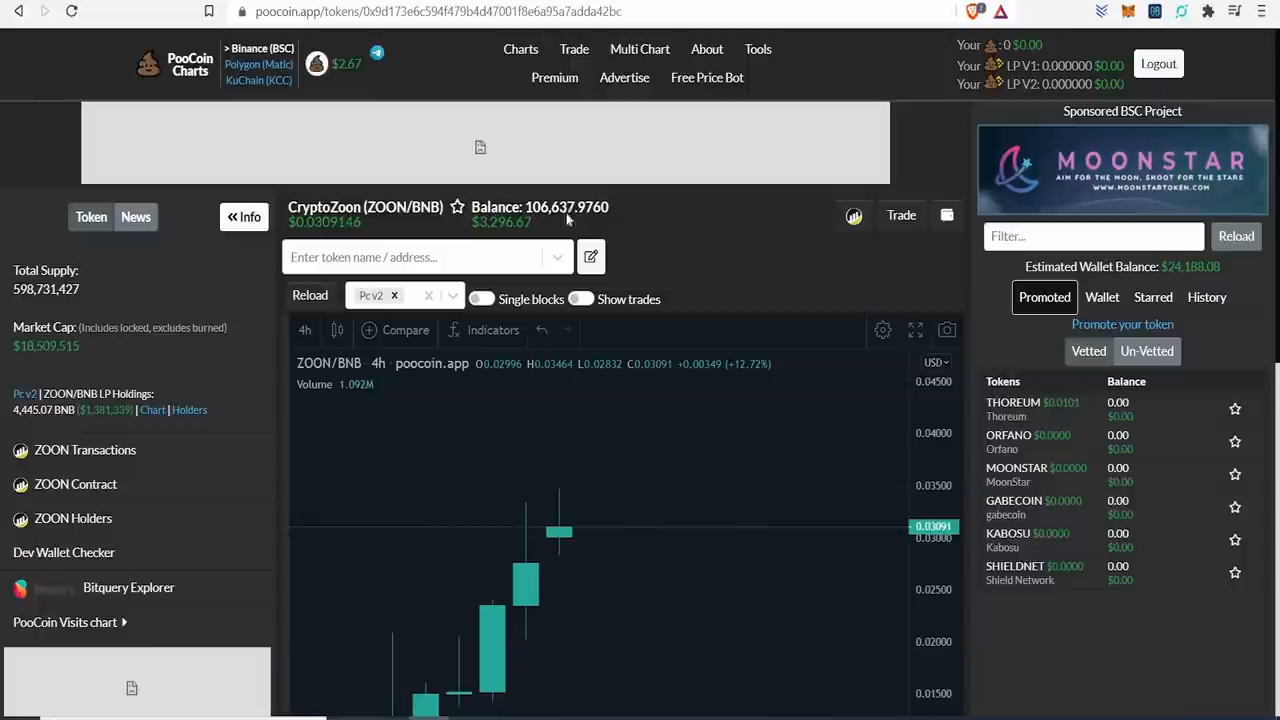 poocoin.app/tokens/0x9d173e6c594f479b4d47001f8e6a95a7adda42bc
PooCoin
Charts
> Binance (BSC)
Polygon (Matic)
KuChain (KCC)
$2.67
Charts
Trade
Multi Chart
About
Tools
Premium
Advertise
Free Price Bot
Your : 0 $0.00
Your LP V1: 0.000000 $0.00
Your LP V2: 0.000000 $0.00
Logout
Token
News
« Info
Total Supply:
598,731,427
Market Cap: (Includes locked, excludes burned)
$18,509,515
Pc v2 | ZOON/BNB LP Holdings:
4,445.07 BNB ($1,381,339) | Chart | Holders
ZOON Transactions
ZOON Contract
ZOON Holders
Dev Wallet Checker
Bitquery Explorer
PooCoin Visits chart
CryptoZoon (ZOON/BNB)
$0.0309146
Balance: 106,637.9760
$3,296.67
Trade
Enter token name / address...
Reload
Pc v2 ×
Single blocks
Show trades
4h
Compare
Indicators
ZOON/BNB · 4h · poocoin.app O0.02996 H0.03464 L0.02832 C0.03091 +0.00349 (+12.72%)
Volume 1.092M
USD
0.04500
0.04000
0.03500
0.03091
0.03000
0.02500
0.02000
0.01500
Sponsored BSC Project
MOONSTAR
AIM FOR THE MOON, SHOOT FOR THE STARS
WWW.MOONSTARTOKEN.COM
Filter...
Reload
Estimated Wallet Balance: $24,188.08
Promoted
Wallet
Starred
History
Promote your token
Vetted
Un-Vetted
Tokens
Balance
THOREUM $0.0101 0.00
Thoreum $0.00
ORFANO $0.0000 0.00
Orfano $0.00
MOONSTAR $0.0000 0.00
MoonStar $0.00
GABECOIN $0.0000 0.00
gabecoin $0.00
KABOSU $0.0000 0.00
Kabosu $0.00
SHIELDNET $0.0000 0.00
Shield Network $0.00